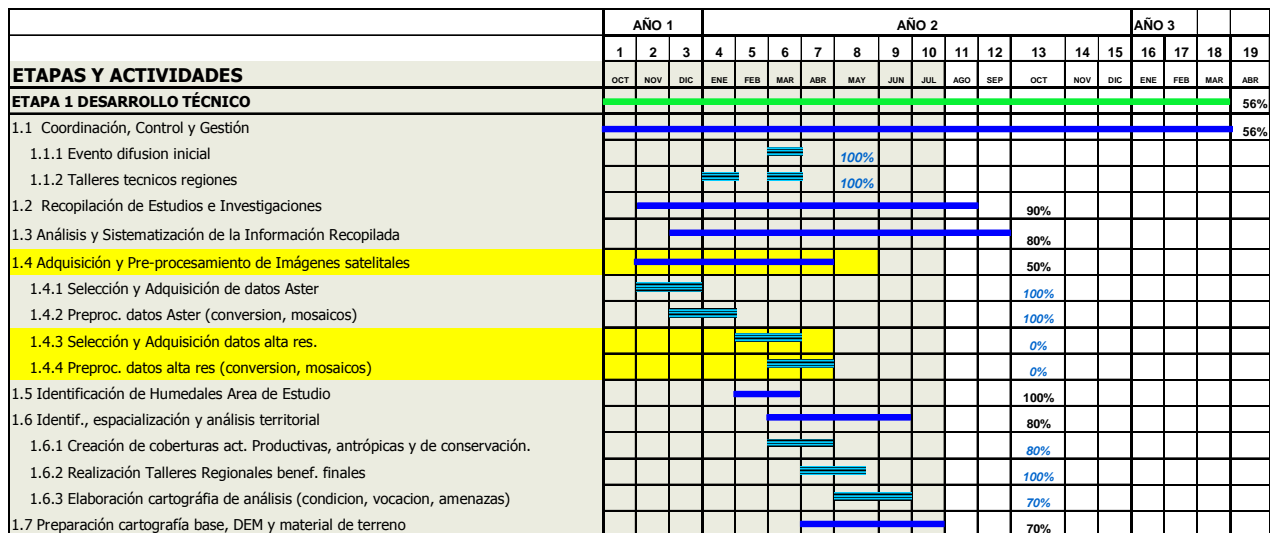 AÑO 1 AÑO 2 AÑO 3
1 2 3 4 5 6 7 8 9 10 11 12 13 14 15 16 17 18 19
ETAPAS Y ACTIVIDADES OCT NOV DIC ENE FEB MAR ABR MAY JUN JUL AGO SEP OCT NOV DIC ENE FEB MAR ABR
ETAPA 1 DESARROLLO TÉCNICO 56%
1.1 Coordinación, Control y Gestión 56%
1.1.1 Evento difusion inicial 100%
1.1.2 Talleres tecnicos regiones 100%
1.2 Recopilación de Estudios e Investigaciones 90%
1.3 Análisis y Sistematización de la Información Recopilada 80%
1.4 Adquisición y Pre-procesamiento de Imágenes satelitales 50%
1.4.1 Selección y Adquisición de datos Aster 100%
1.4.2 Preproc. datos Aster (conversion, mosaicos) 100%
1.4.3 Selección y Adquisición datos alta res. 0%
1.4.4 Preproc. datos alta res (conversion, mosaicos) 0%
1.5 Identificación de Humedales Area de Estudio 100%
1.6 Identif., espacialización y análisis territorial 80%
1.6.1 Creación de coberturas act. Productivas, antrópicas y de conservación. 80%
1.6.2 Realización Talleres Regionales benef. finales 100%
1.6.3 Elaboración cartográfia de análisis (condicion, vocacion, amenazas) 70%
1.7 Preparación cartografía base, DEM y material de terreno 70%